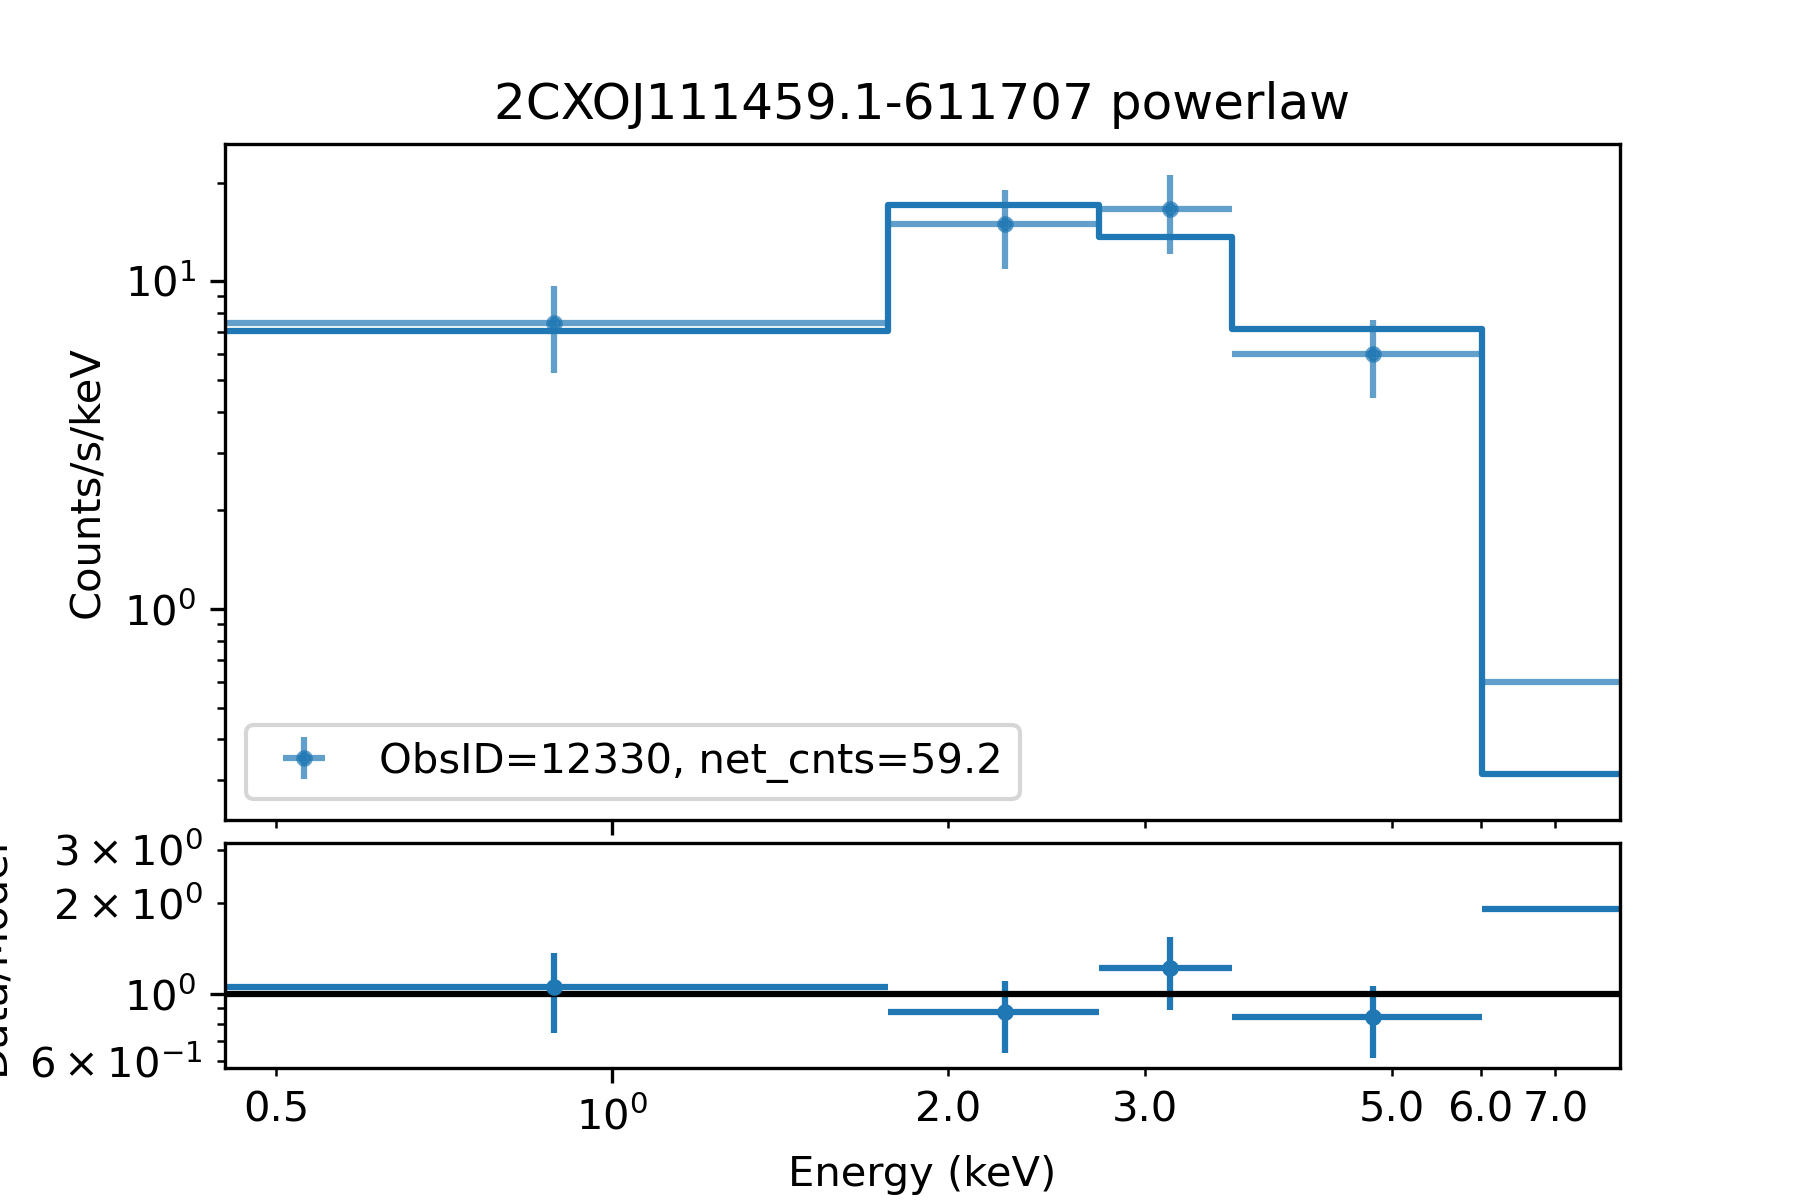 2CXOJ111459.1-611707 powerlaw
Counts/s/keV
10¹
10⁰
ObsID=12330, net_cnts=59.2
3 × 10⁰
2 × 10⁰
10⁰
6 × 10⁻¹
0.5
10⁰
2.0
3.0
5.0
6.0
7.0
Energy (keV)